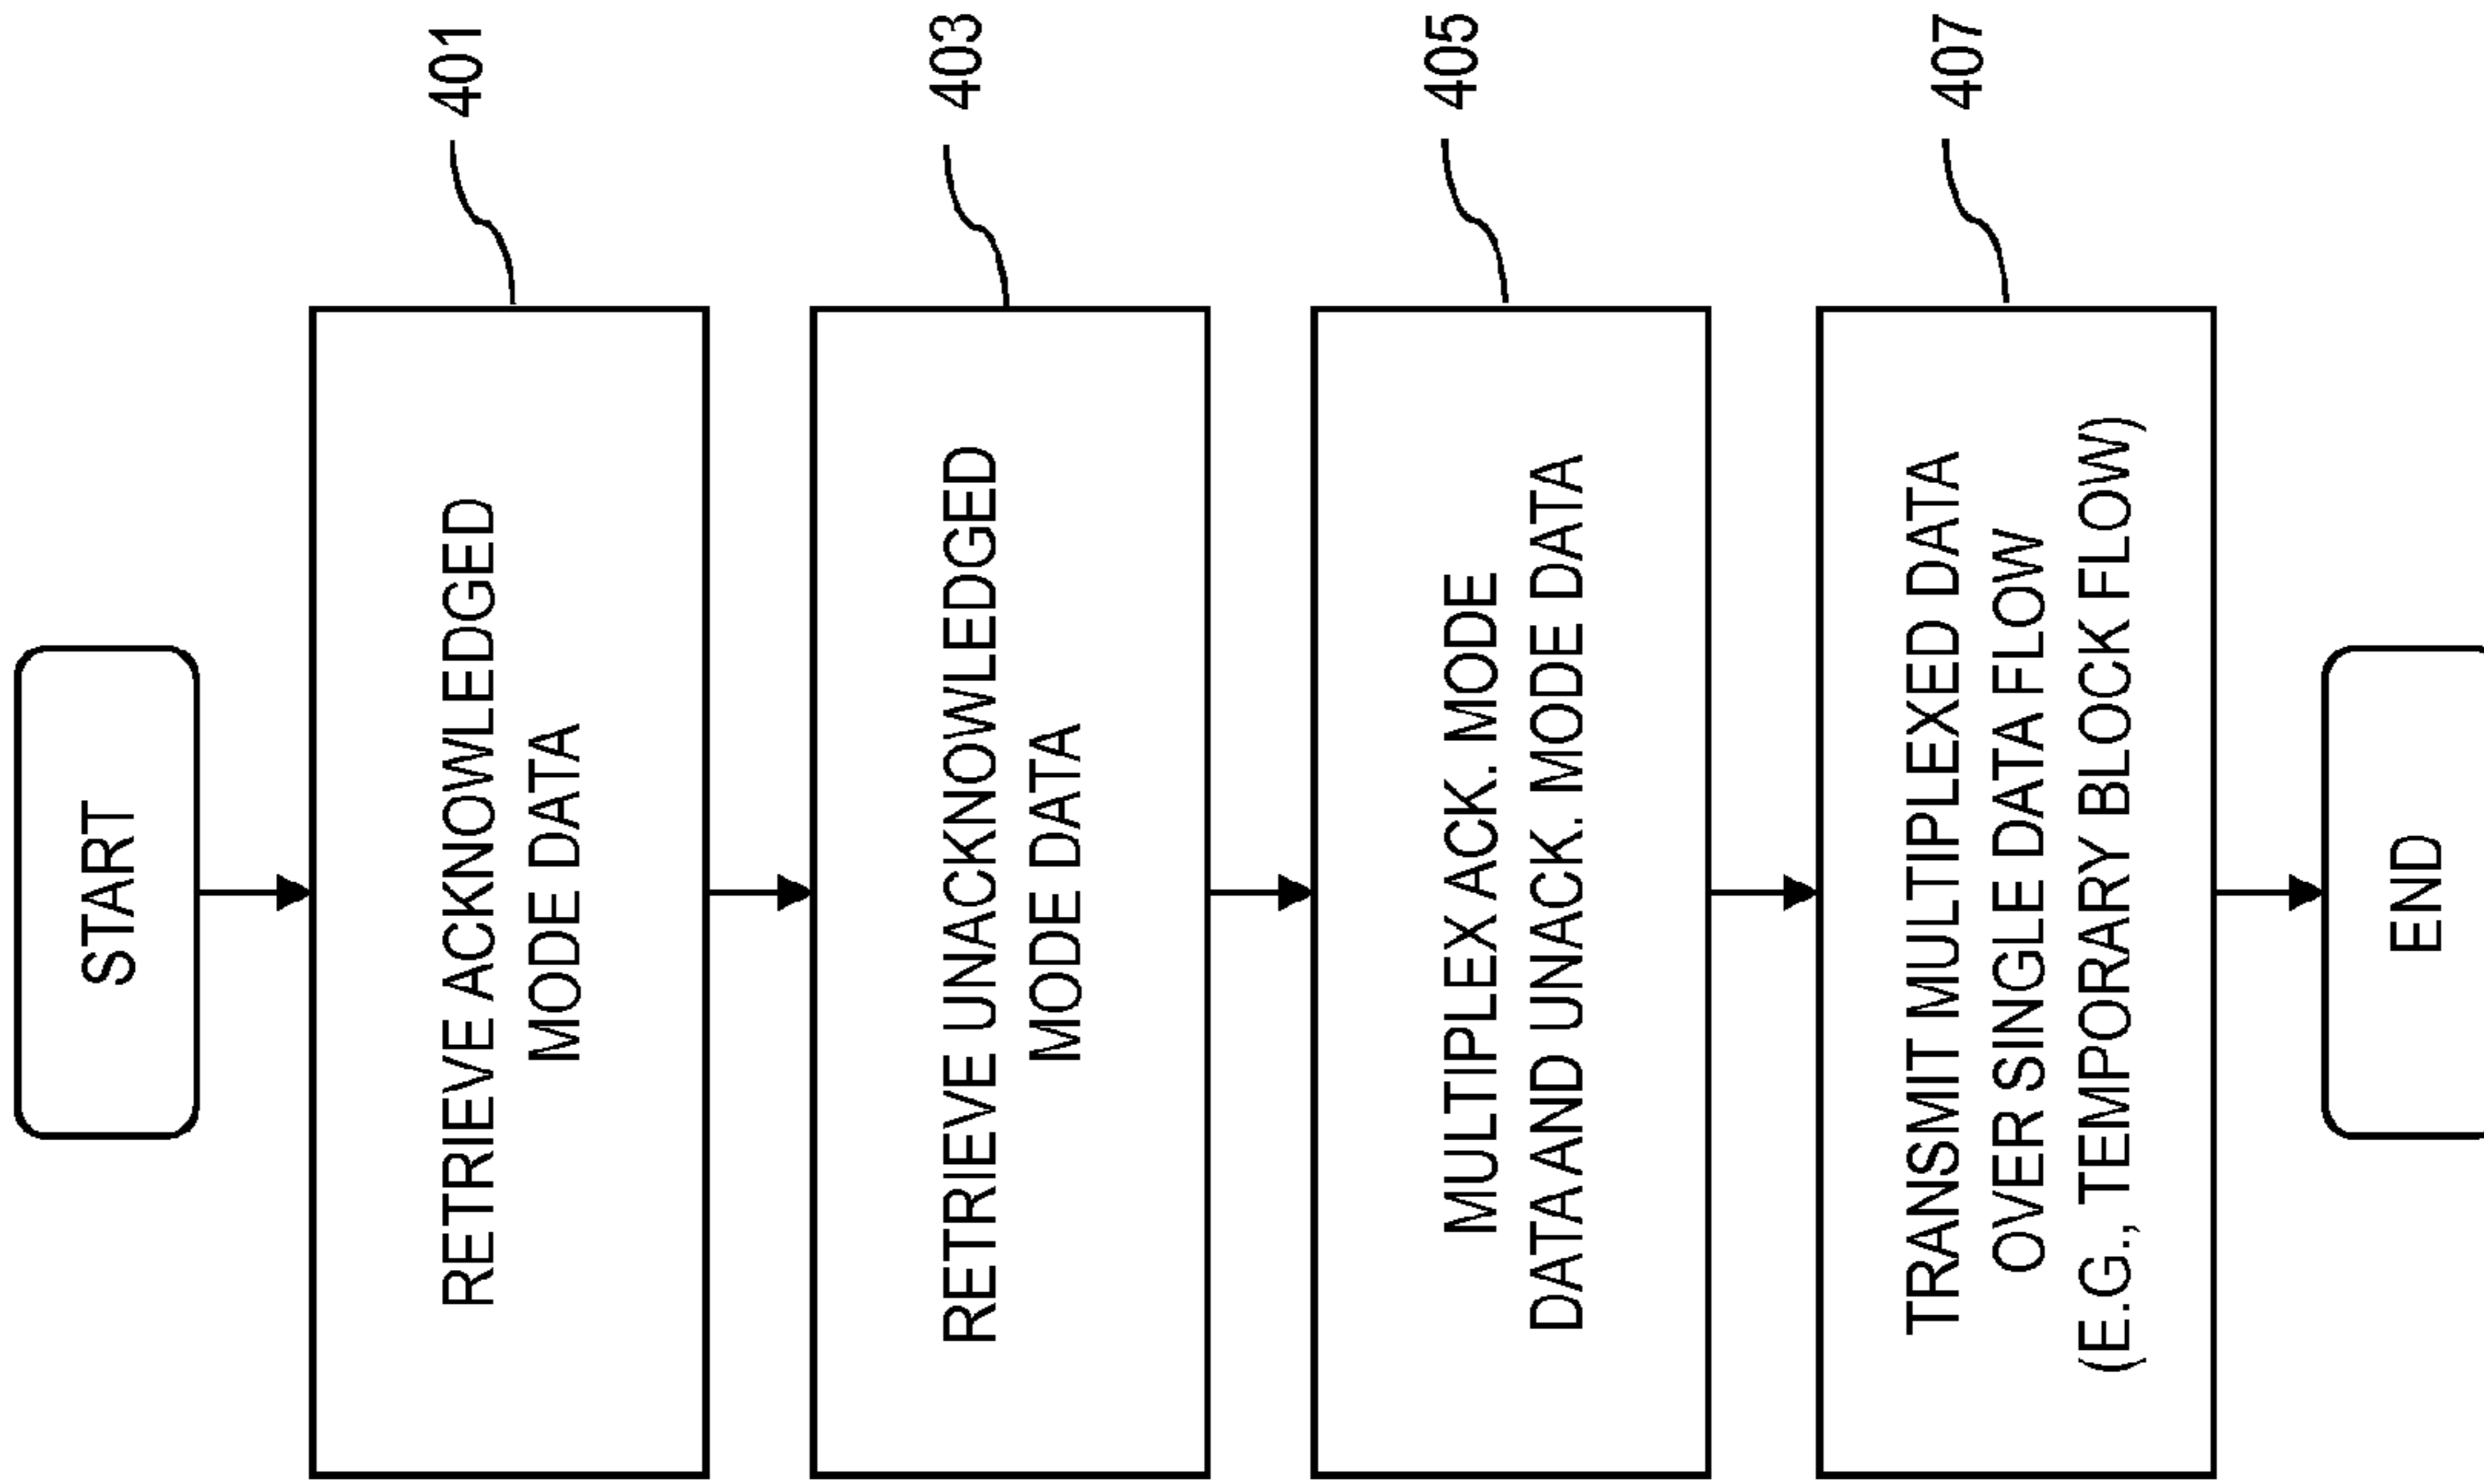 START
RETRIEVE ACKNOWLEDGED
MODE DATA
401
RETRIEVE UNACKNOWLEDGED
MODE DATA
403
MULTIPLEX ACK. MODE
DATA AND UNACK. MODE DATA
405
TRANSMIT MULTIPLEXED DATA
OVER SINGLE DATA FLOW
(E.G., TEMPORARY BLOCK FLOW)
407
END